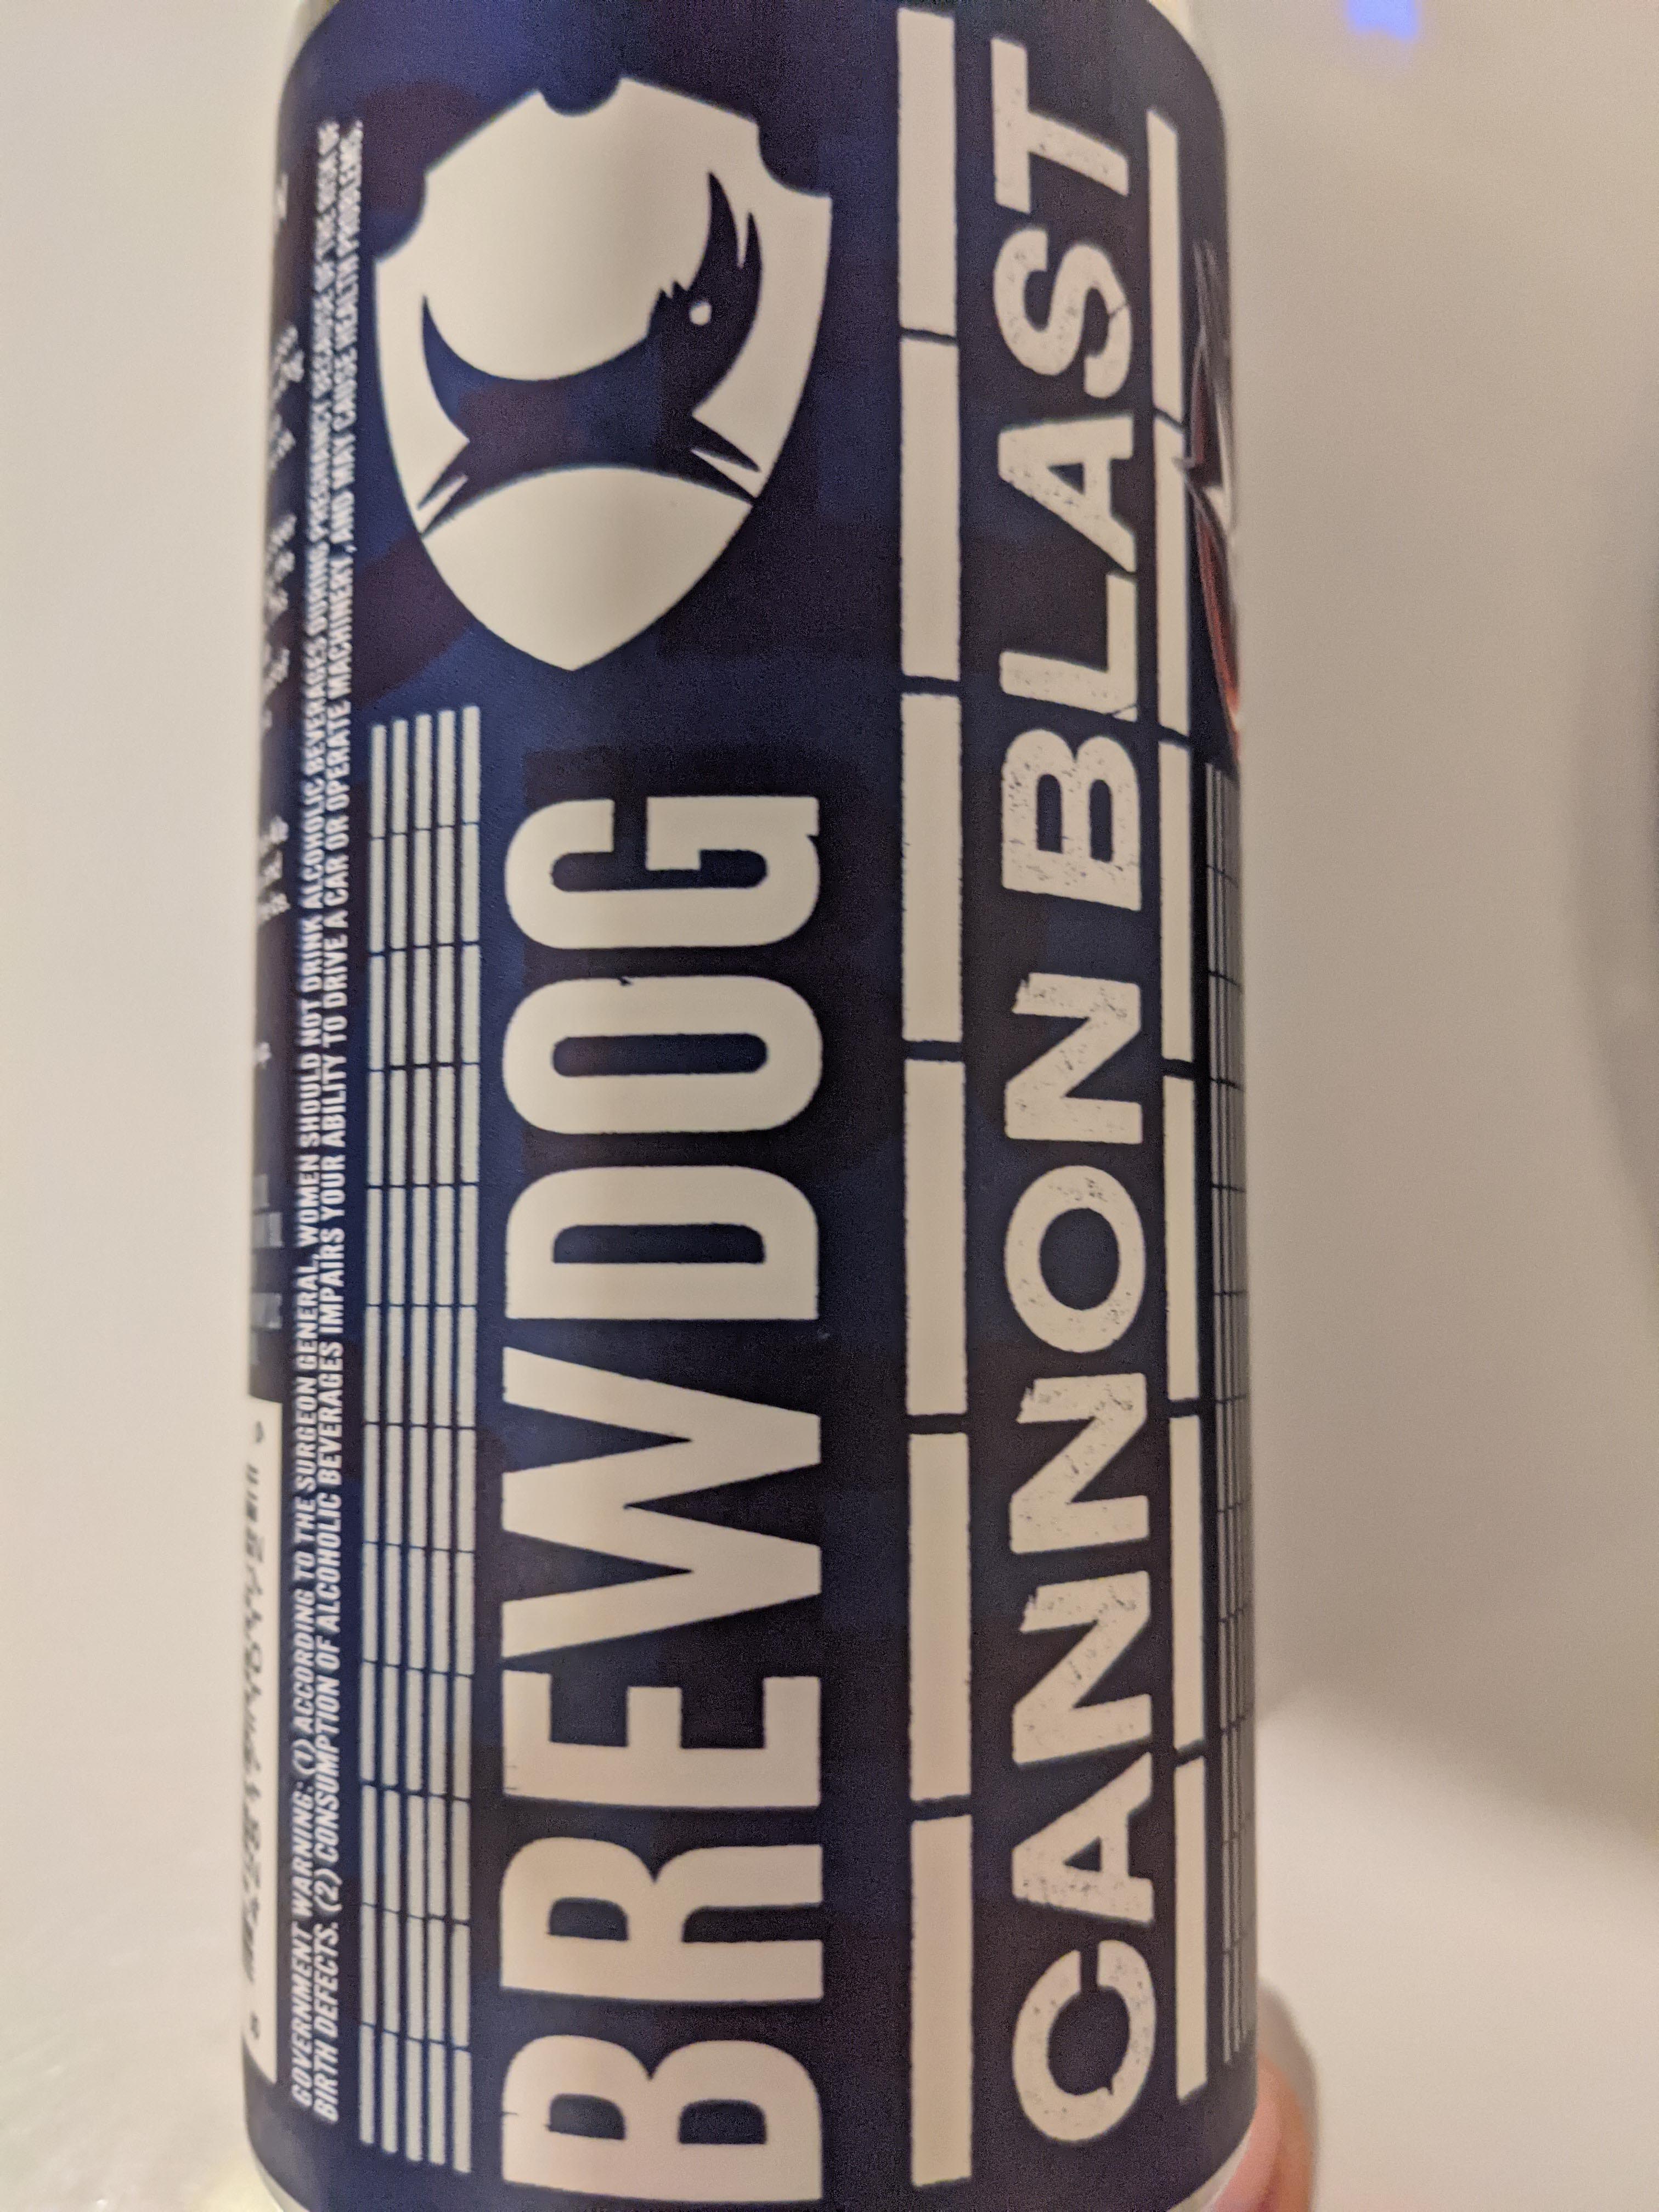 GOVERNMENT WARNING: (1) ACCORDING TO THE SURGEON GENERAL, WOMEN SHOULD NOT DRINK ALCOHOLIC BEVERAGES DURING PREGNANCY BECAUSE OF THE RISK OF
BIRTH DEFECTS. (2) CONSUMPTION OF ALCOHOLIC BEVERAGES IMPAIRS YOUR ABILITY TO DRIVE A CAR OR OPERATE MACHINERY, AND MAY CAUSE HEALTH PROBLEMS.
BREWDOG
CANNON BLAST